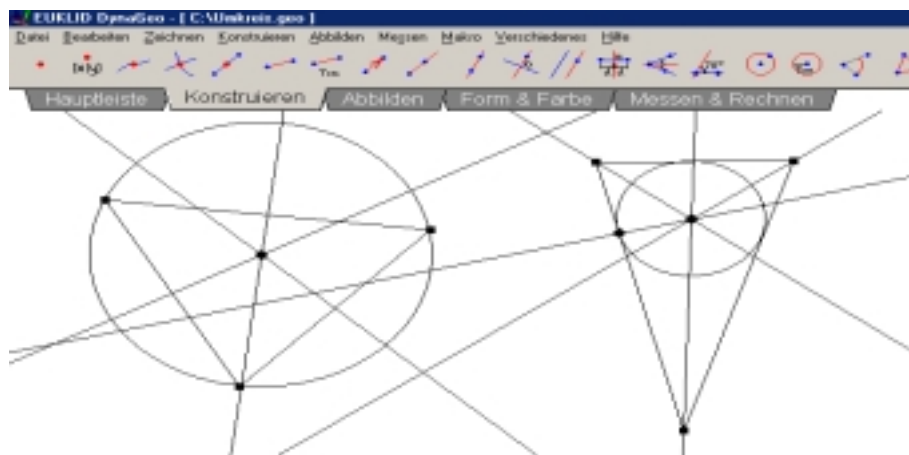 EUKLID DynaGeo - [ C:\Umkreis.geo ]
Datei Bearbeiten Zeichnen Konstruieren Abbilden Messen Makro Verschiedenes Hilfe
Hauptleiste Konstruieren Abbilden Form & Farbe Messen & Rechnen